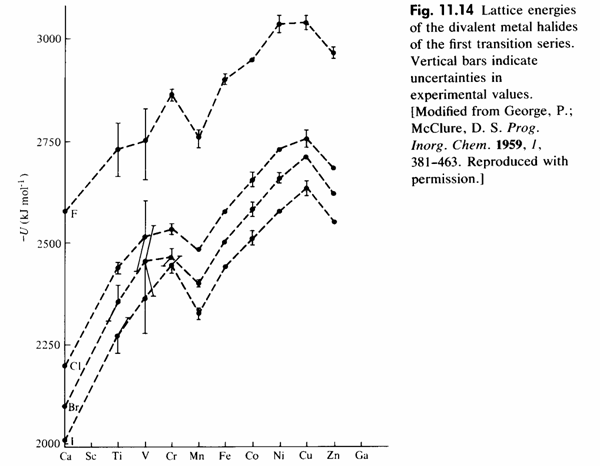 Fig. 11.14 Lattice energies
of the divalent metal halides
of the first transition series.
Vertical bars indicate
uncertainties in
experimental values.
[Modified from George, P.;
McClure, D. S. Prog.
Inorg. Chem. 1959, 1,
381-463. Reproduced with
permission.]
3000
2750
2500
2250
2000
-U (kJ mol⁻¹)
F
Cl
Br
I
Ca Sc Ti V Cr Mn Fe Co Ni Cu Zn Ga